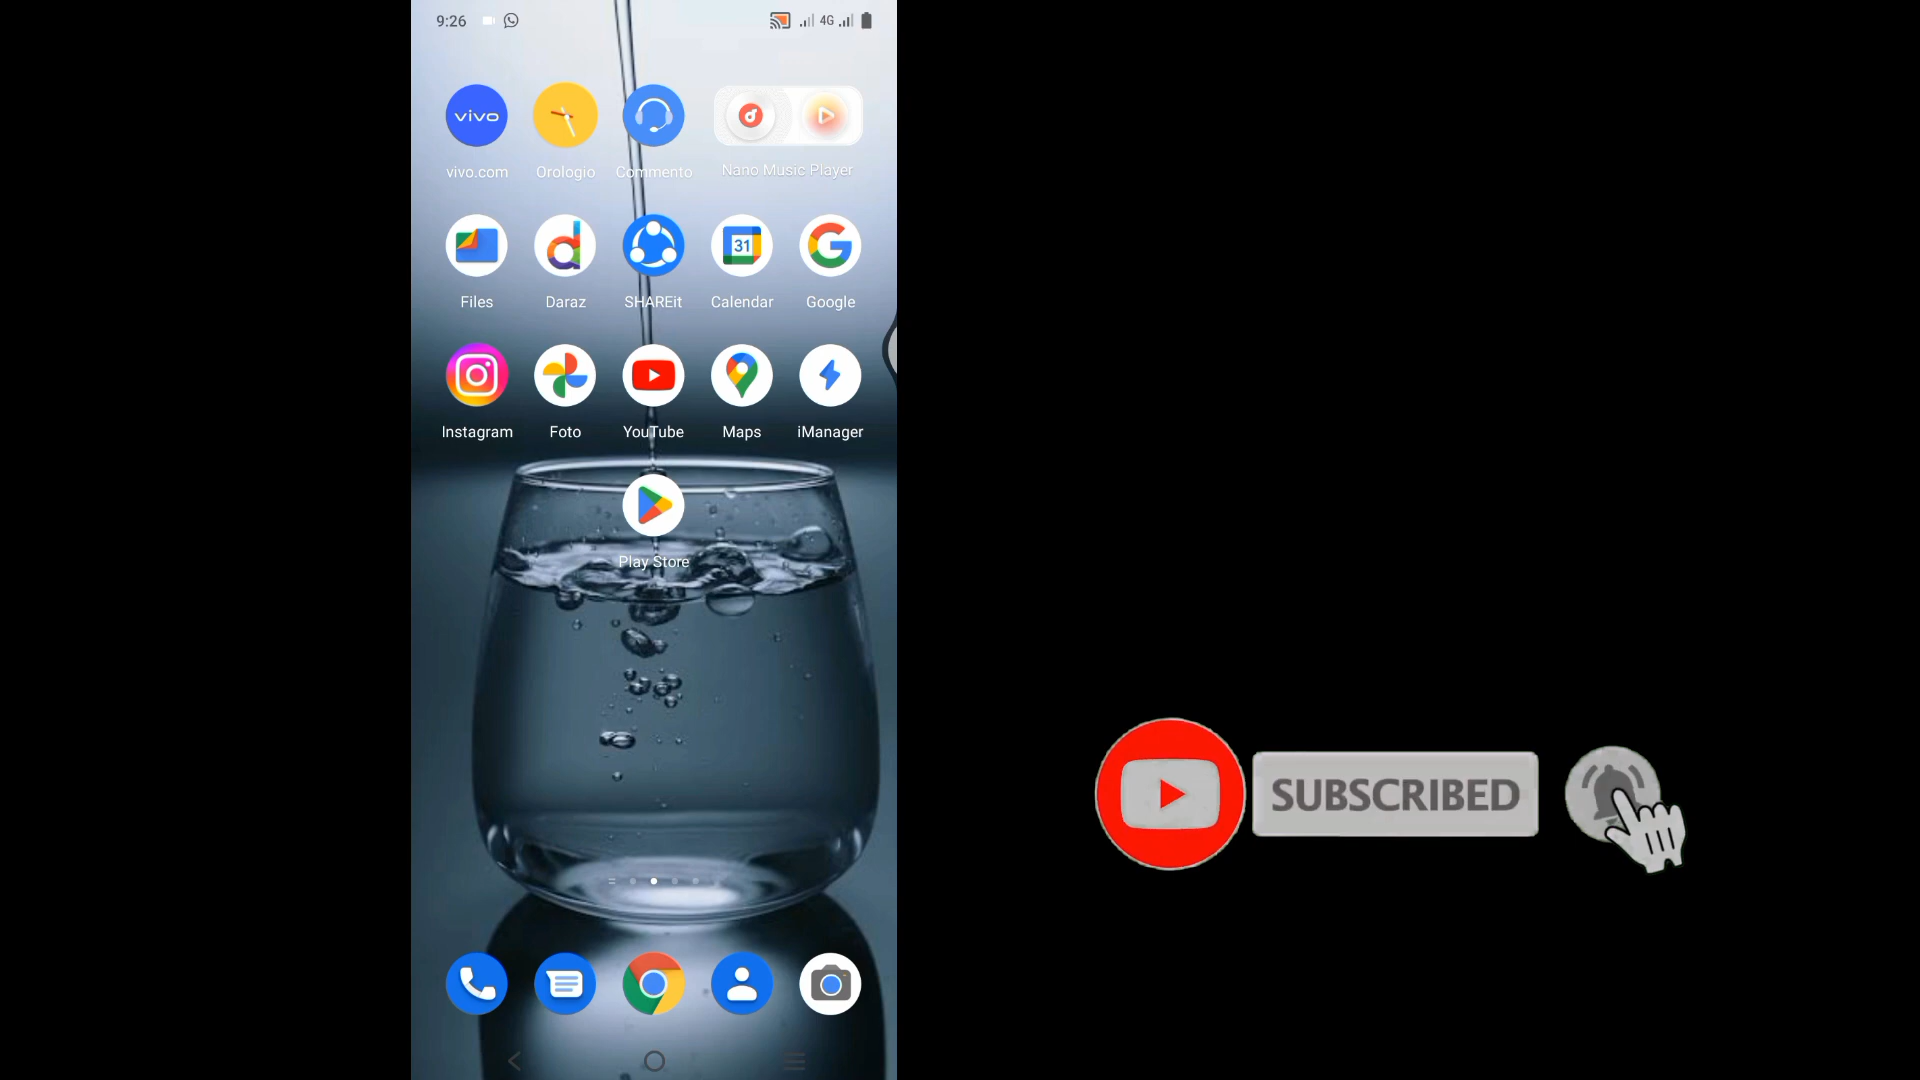 9:26
4G
vivo
vivo.com
Orologio
Commento
Nano Music Player
31
Files
Daraz
SHAREit
Calendar
Google
Instagram
Foto
YouTube
Maps
iManager
Play Store
SUBSCRIBED